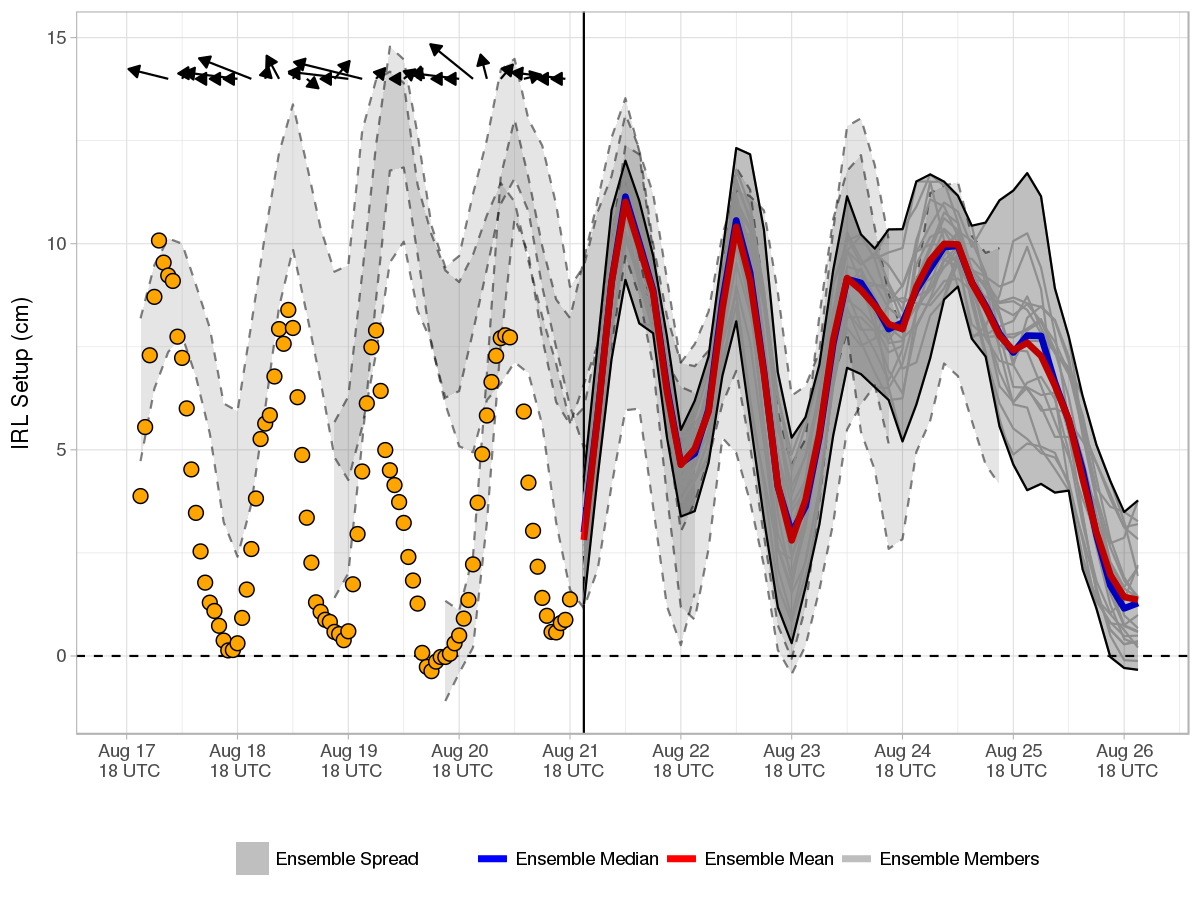 IRL Setup (cm)
15
10
5
0
Aug 17 Aug 18 Aug 19 Aug 20 Aug 21 Aug 22 Aug 23 Aug 24 Aug 25 Aug 26
18 UTC 18 UTC 18 UTC 18 UTC 18 UTC 18 UTC 18 UTC 18 UTC 18 UTC 18 UTC
Ensemble Spread Ensemble Median Ensemble Mean Ensemble Members